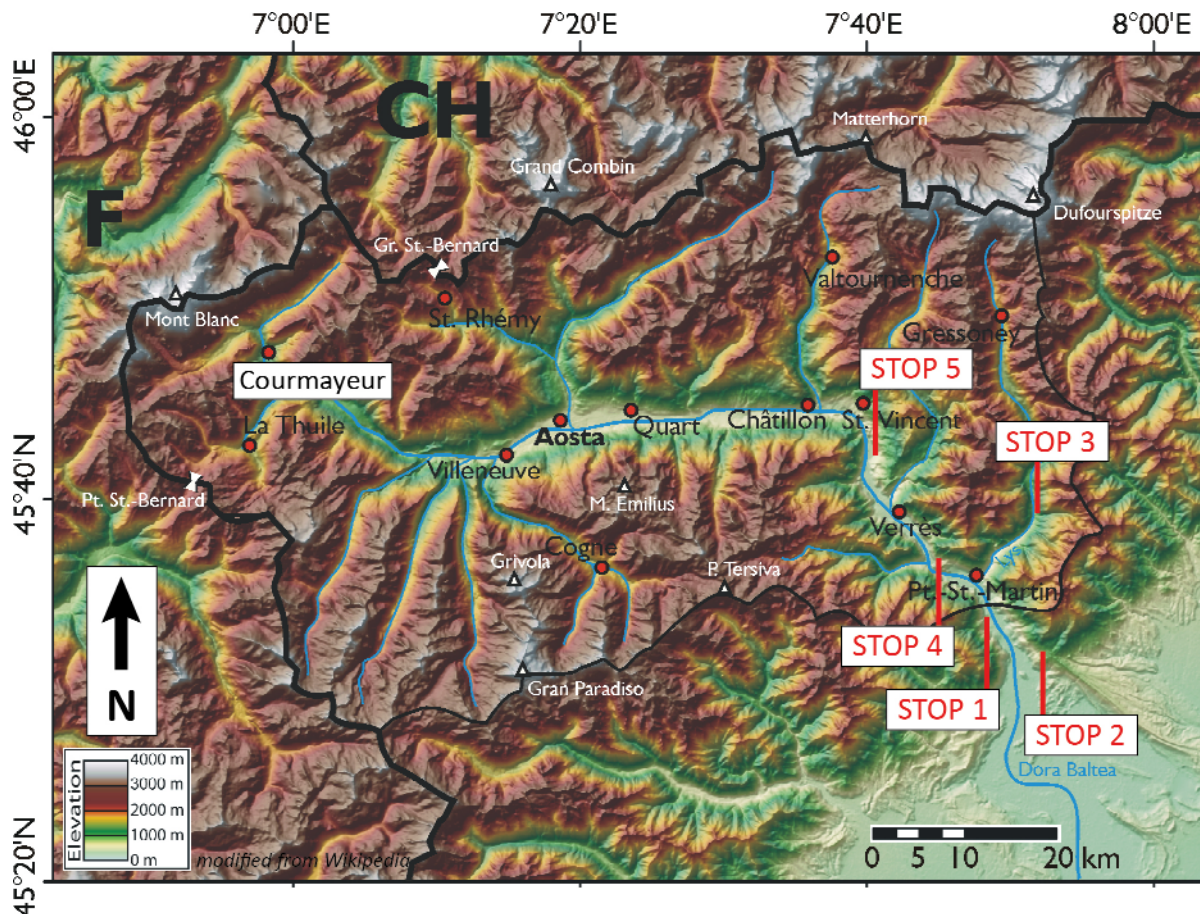 7°00'E
7°20'E
7°40'E
8°00'E
46°00'E
45°40'N
45°20'N
CH
F
Matterhorn
Grand Combin
Dufourspitze
Gr. St.-Bernard
Valtournenche
St. Rhémy
Mont Blanc
Gressoney
STOP 5
Courmayeur
La Thuile
Aosta
Quart
Châtillon
St. Vincent
STOP 3
Villeneuve
Pt. St.-Bernard
M. Emilius
Verrès
Cogne
Grivola
P. Tersiva
Lys
Pt.-St.-Martin
STOP 4
Gran Paradiso
STOP 1
STOP 2
N
Dora Baltea
Elevation
4000 m
3000 m
2000 m
1000 m
0 m
modified from Wikipedia
0 5 10 20 km